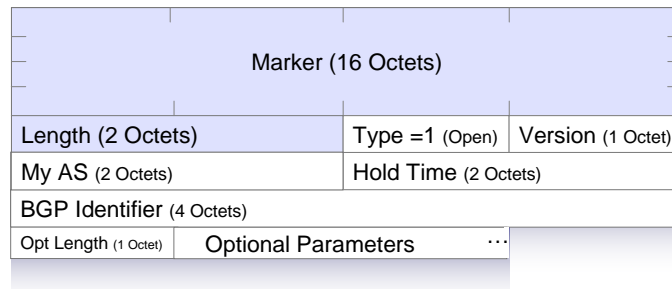 Marker (16 Octets)
Length (2 Octets) Type =1 (Open) Version (1 Octet)
My AS (2 Octets) Hold Time (2 Octets)
BGP Identifier (4 Octets)
Opt Length (1 Octet) Optional Parameters ...